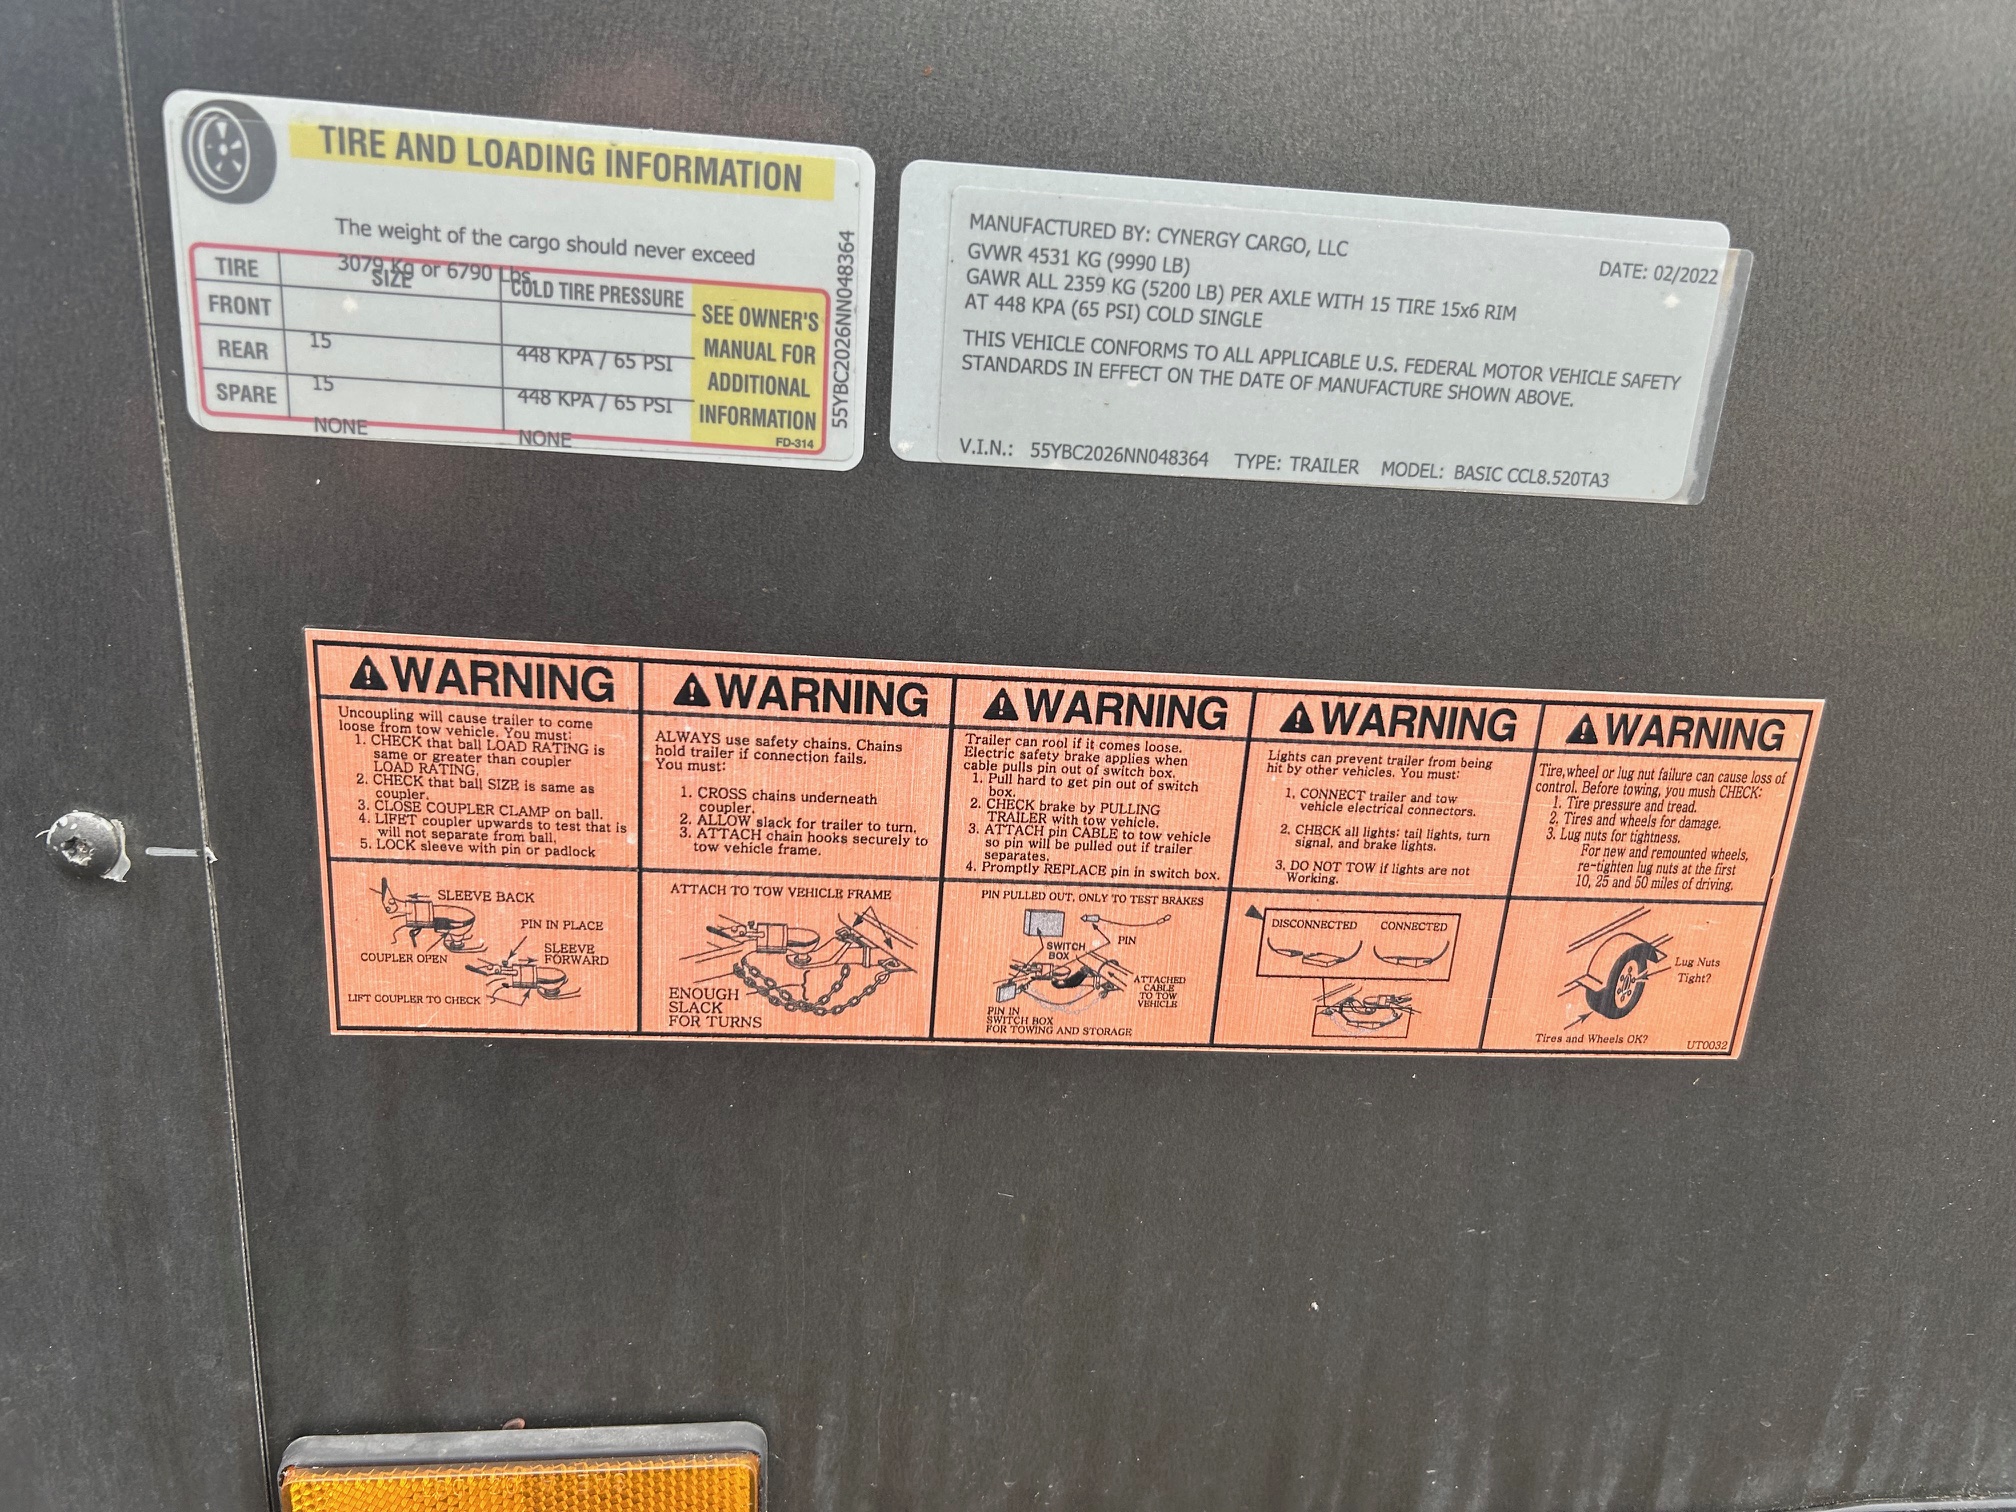 TIRE AND LOADING INFORMATION
The weight of the cargo should never exceed
3079 Kg or 6790 Lbs
TIRE SIZE COLD TIRE PRESSURE
FRONT 15 448 KPA / 65 PSI
REAR 15 448 KPA / 65 PSI
SPARE NONE NONE
SEE OWNER'S
MANUAL FOR
ADDITIONAL
INFORMATION
FD-314
55YBC2026NN048364
MANUFACTURED BY: CYNERGY CARGO, LLC
DATE: 02/2022
GVWR 4531 KG (9990 LB)
GAWR ALL 2359 KG (5200 LB) PER AXLE WITH 15 TIRE 15x6 RIM
AT 448 KPA (65 PSI) COLD SINGLE
THIS VEHICLE CONFORMS TO ALL APPLICABLE U.S. FEDERAL MOTOR VEHICLE SAFETY
STANDARDS IN EFFECT ON THE DATE OF MANUFACTURE SHOWN ABOVE.
V.I.N.: 55YBC2026NN048364 TYPE: TRAILER MODEL: BASIC CCL8.520TA3
WARNING
Uncoupling will cause trailer to come
loose from tow vehicle. You must:
1. CHECK that ball LOAD RATING is
same or greater than coupler
LOAD RATING.
2. CHECK that ball SIZE is same as
coupler.
3. CLOSE COUPLER CLAMP on ball.
4. LIFET coupler upwards to test that is
will not separate from ball.
5. LOCK sleeve with pin or padlock
SLEEVE BACK
PIN IN PLACE
COUPLER OPEN
SLEEVE
FORWARD
LIFT COUPLER TO CHECK
WARNING
ALWAYS use safety chains. Chains
hold trailer if connection fails.
You must:
1. CROSS chains underneath
coupler.
2. ALLOW slack for trailer to turn.
3. ATTACH chain hooks securely to
tow vehicle frame.
ATTACH TO TOW VEHICLE FRAME
ENOUGH
SLACK
FOR TURNS
WARNING
Trailer can rool if it comes loose.
Electric safety brake applies when
cable pulls pin out of switch box.
1. Pull hard to get pin out of switch
box.
2. CHECK brake by PULLING
TRAILER with tow vehicle.
3. ATTACH pin CABLE to tow vehicle
so pin will be pulled out if trailer
separates.
4. Promptly REPLACE pin in switch box.
PIN PULLED OUT, ONLY TO TEST BRAKES
PIN
SWITCH
BOX
ATTACHED
CABLE
TO TOW
VEHICLE
PIN IN
SWITCH BOX
FOR TOWING AND STORAGE
WARNING
Lights can prevent trailer from being
hit by other vehicles. You must:
1. CONNECT trailer and tow
vehicle electrical connectors.
2. CHECK all lights: tail lights, turn
signal, and brake lights.
3. DO NOT TOW if lights are not
Working.
DISCONNECTED CONNECTED
WARNING
Tire,wheel or lug nut failure can cause loss of
control. Before towing, you mush CHECK:
1. Tire pressure and tread.
2. Tires and wheels for damage.
3. Lug nuts for tightness.
For new and remounted wheels,
re-tighten lug nuts at the first
10, 25 and 50 miles of driving.
Lug Nuts
Tight?
Tires and Wheels OK?
UT0032